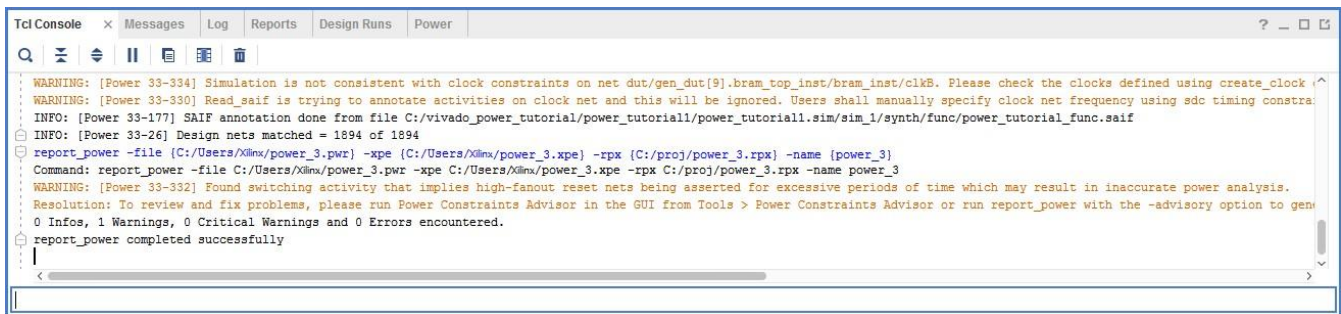 Tcl Console × Messages Log Reports Design Runs Power ? _
WARNING: [Power 33-334] Simulation is not consistent with clock constraints on net dut/gen_dut[9].bram_top_inst/bram_inst/clkB. Please check the clocks defined using create_clock
WARNING: [Power 33-330] Read_saif is trying to annotate activities on clock net and this will be ignored. Users shall manually specify clock net frequency using sdc timing constra
INFO: [Power 33-177] SAIF annotation done from file C:/vivado_power_tutorial/power_tutorial1/power_tutorial1.sim/sim_1/synth/func/power_tutorial_func.saif
INFO: [Power 33-26] Design nets matched = 1894 of 1894
report_power -file {C:/Users/Xilinx/power_3.pwr} -xpe {C:/Users/Xilinx/power_3.xpe} -rpx {C:/proj/power_3.rpx} -name {power_3}
Command: report_power -file C:/Users/Xilinx/power_3.pwr -xpe C:/Users/Xilinx/power_3.xpe -rpx C:/proj/power_3.rpx -name power_3
WARNING: [Power 33-332] Found switching activity that implies high-fanout reset nets being asserted for excessive periods of time which may result in inaccurate power analysis.
Resolution: To review and fix problems, please run Power Constraints Advisor in the GUI from Tools > Power Constraints Advisor or run report_power with the -advisory option to gen
0 Infos, 1 Warnings, 0 Critical Warnings and 0 Errors encountered.
report_power completed successfully